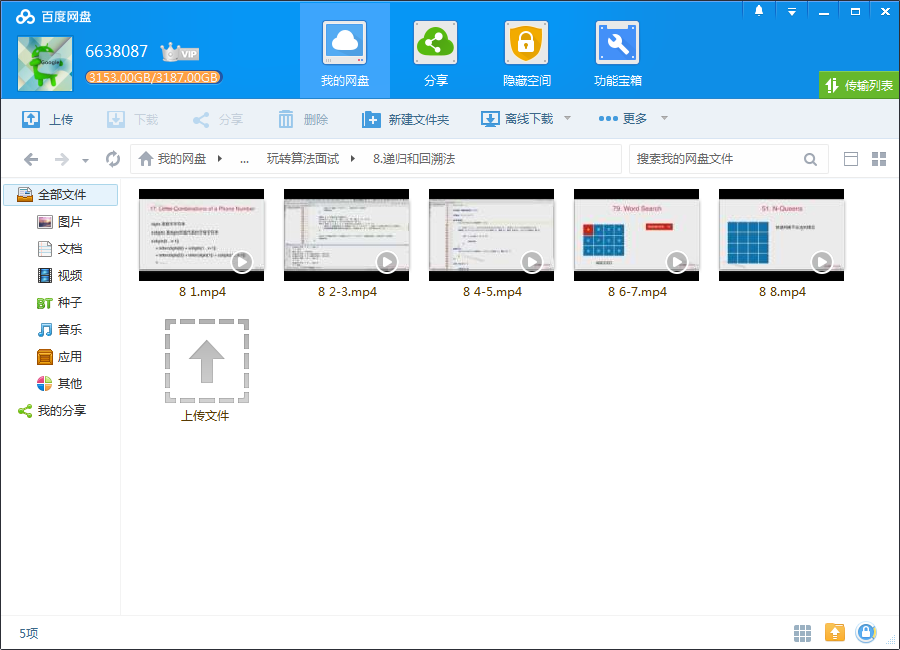 百度网盘
6638087
VIP
3153.00GB/3187.00GB
我的网盘
分享
隐藏空间
功能宝箱
传输列表
上传
下载
分享
删除
新建文件夹
离线下载
更多
我的网盘
...
玩转算法面试
8.递归和回溯法
搜索我的网盘文件
全部文件
图片
文档
视频
BT 种子
音乐
应用
其他
我的分享
17. Letter Combinations of a Phone Number
8 1.mp4
8 2-3.mp4
8 4-5.mp4
79. Word Search
8 6-7.mp4
51. N-Queens
8 8.mp4
上传文件
5项